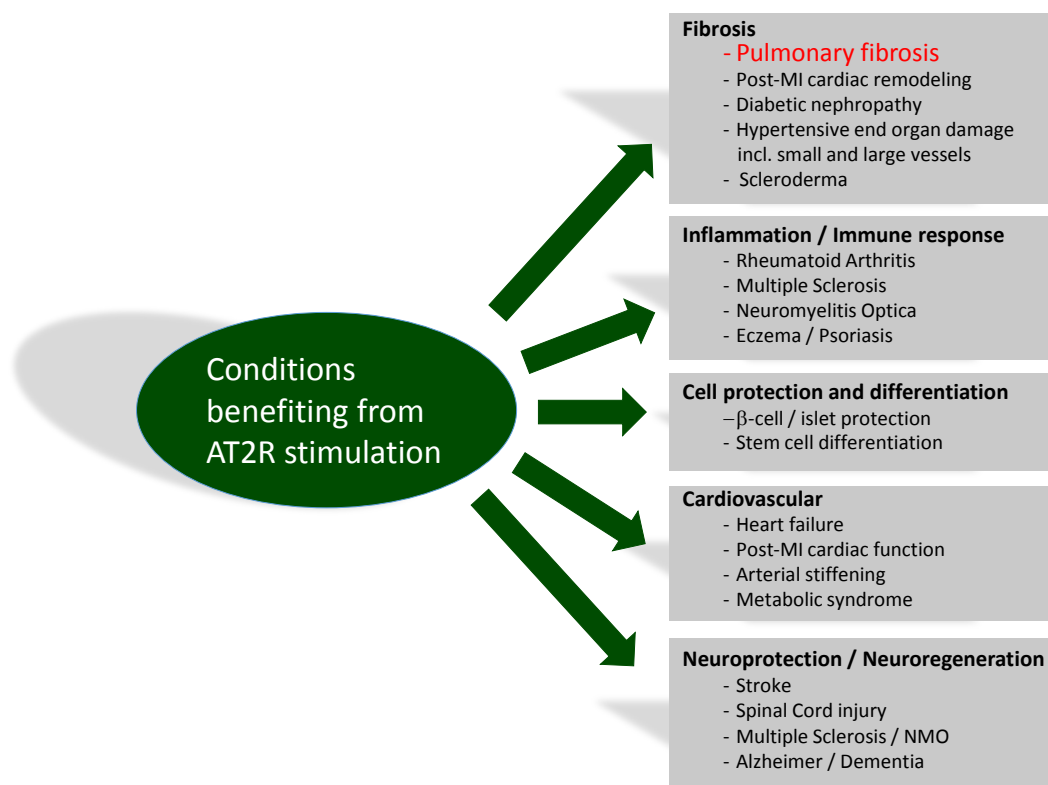 Conditions
benefiting from
AT2R stimulation
Fibrosis
- Pulmonary fibrosis
- Post-MI cardiac remodeling
- Diabetic nephropathy
- Hypertensive end organ damage
incl. small and large vessels
- Scleroderma
Inflammation / Immune response
- Rheumatoid Arthritis
- Multiple Sclerosis
- Neuromyelitis Optica
- Eczema / Psoriasis
Cell protection and differentiation
–β-cell / islet protection
- Stem cell differentiation
Cardiovascular
- Heart failure
- Post-MI cardiac function
- Arterial stiffening
- Metabolic syndrome
Neuroprotection / Neuroregeneration
- Stroke
- Spinal Cord injury
- Multiple Sclerosis / NMO
- Alzheimer / Dementia